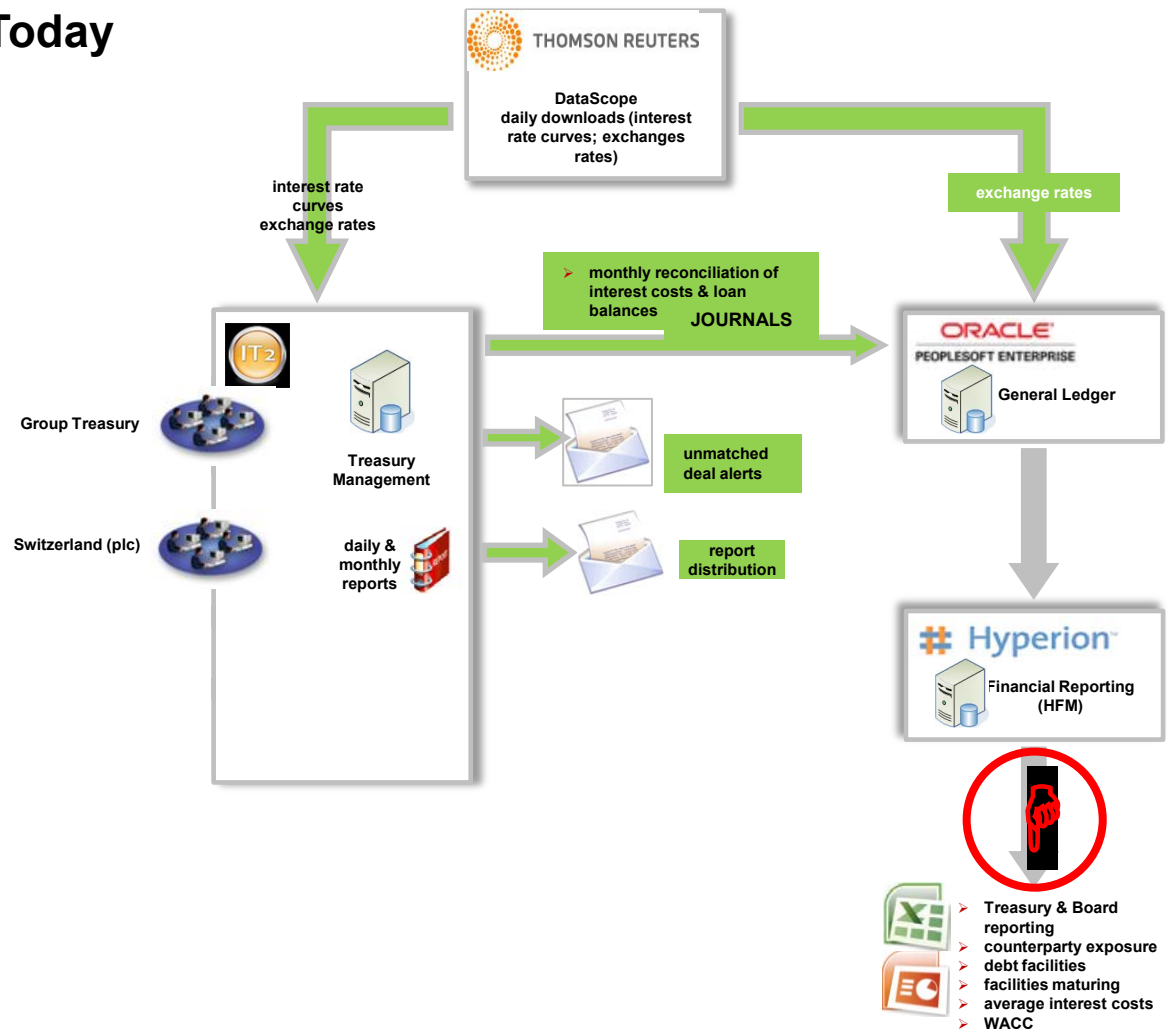 Today
THOMSON REUTERS
DataScope
daily downloads (interest
rate curves; exchanges
rates)
interest rate
curves
exchange rates
exchange rates
➢ monthly reconciliation of
interest costs & loan
balances
JOURNALS
IT2
ORACLE
PEOPLESOFT ENTERPRISE
General Ledger
Group Treasury
Treasury
Management
unmatched
deal alerts
Switzerland (plc)
daily &
monthly
reports
REPORT
report
distribution
Hyperion™
Financial Reporting
(HFM)
➢ Treasury & Board
reporting
➢ counterparty exposure
➢ debt facilities
➢ facilities maturing
➢ average interest costs
➢ WACC